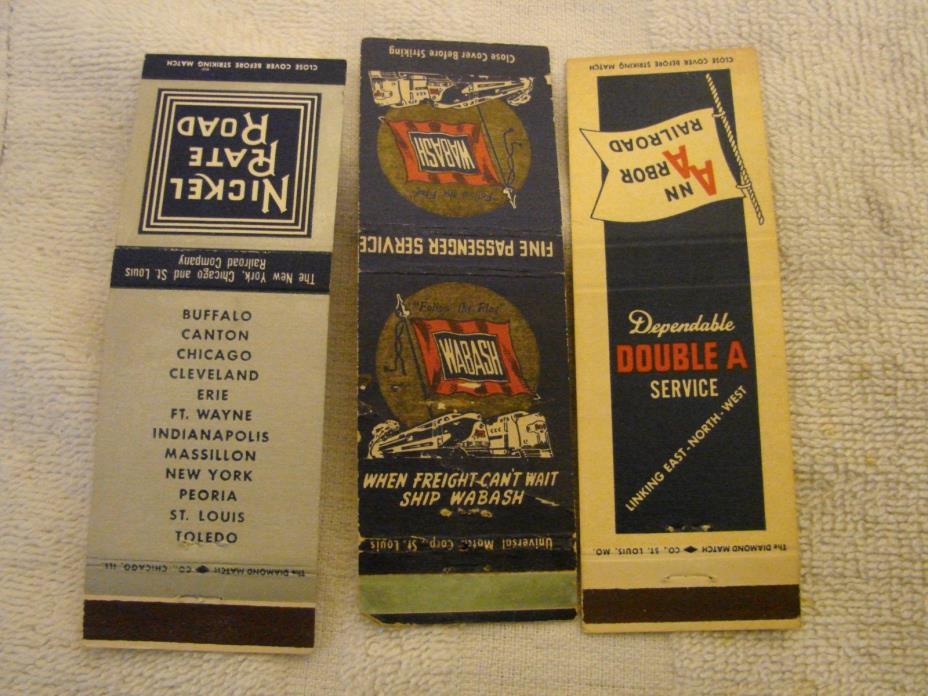 CLOSE COVER BEFORE STRIKING MATCH
NICKEL
RATE
ROAD
The New York, Chicago and St. Louis
Railroad Company
BUFFALO
CANTON
CHICAGO
CLEVELAND
ERIE
FT. WAYNE
INDIANAPOLIS
MASSILLON
NEW YORK
PEORIA
ST. LOUIS
TOLEDO
The DIAMOND MATCH CO., CHICAGO, ILL.
Close Cover Before Striking
WABASH
"Follow the Flag"
FINE PASSENGER SERVICE
"Follow the Flag"
WABASH
WHEN FREIGHT CAN'T WAIT
SHIP WABASH
Universal Match Corp., St. Louis
CLOSE COVER BEFORE STRIKING MATCH
ANN
ARBOR
RAILROAD
Dependable
DOUBLE A
SERVICE
LINKING EAST-NORTH-WEST
The DIAMOND MATCH CO., ST. LOUIS, MO.